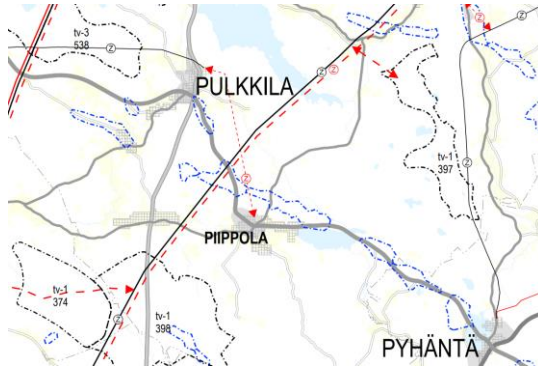 tv-3
538
Z
Z
Z
Z
Z
PULKKILA
tv-1
397
Z
Z
PIIPPOLA
tv-1
374
Z
tv-1
398
PYHÄNTÄ